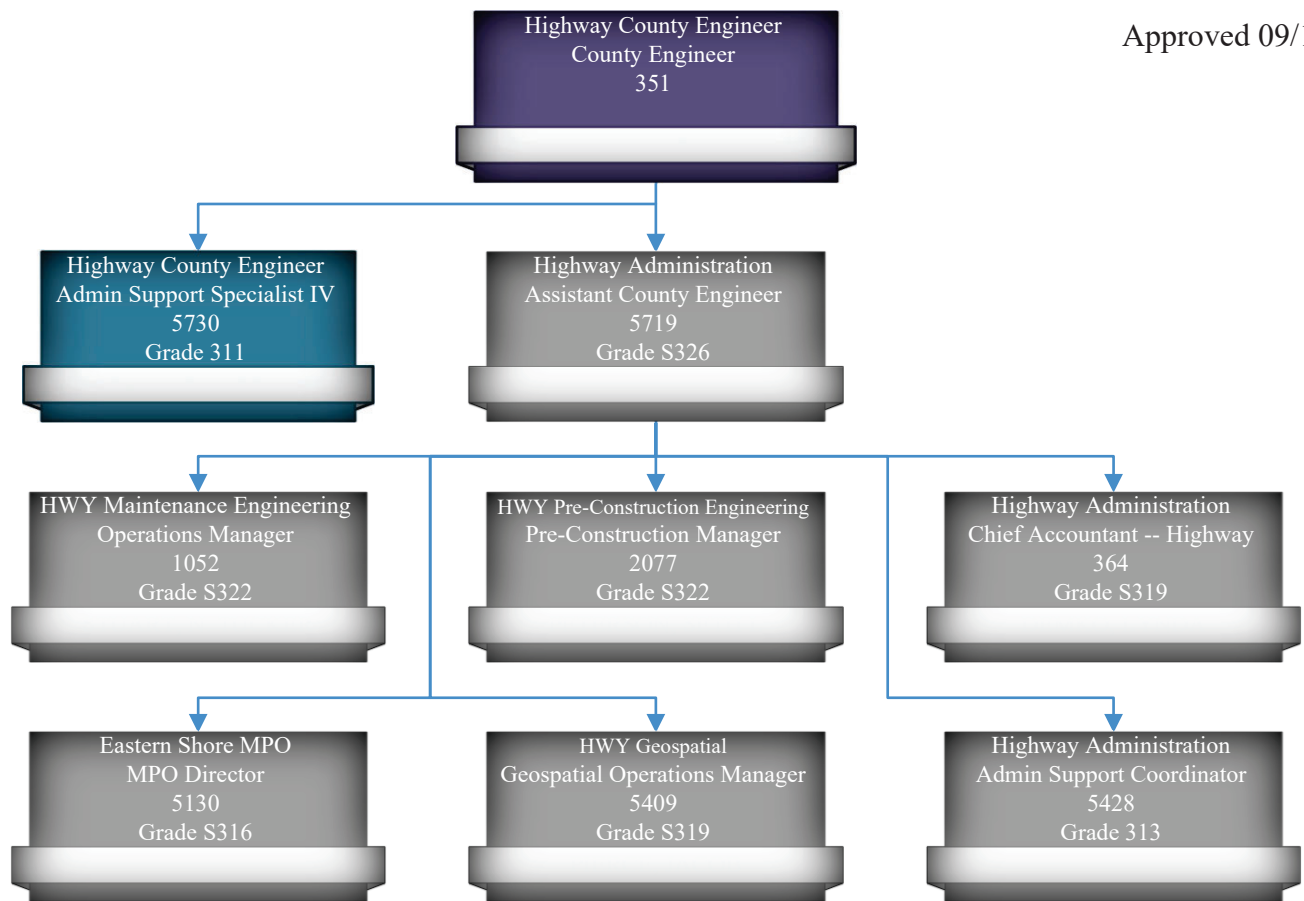 Highway County Engineer
County Engineer
351
Approved 09/1
Highway County Engineer
Admin Support Specialist IV
5730
Grade 311
Highway Administration
Assistant County Engineer
5719
Grade S326
HWY Maintenance Engineering
Operations Manager
1052
Grade S322
HWY Pre-Construction Engineering
Pre-Construction Manager
2077
Grade S322
Highway Administration
Chief Accountant -- Highway
364
Grade S319
Eastern Shore MPO
MPO Director
5130
Grade S316
HWY Geospatial
Geospatial Operations Manager
5409
Grade S319
Highway Administration
Admin Support Coordinator
5428
Grade 313